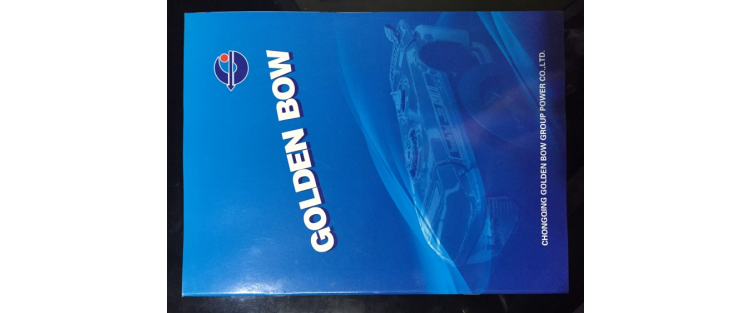 GOLDEN BOW
CHONGQING GOLDEN BOW GROUP POWER CO.,LTD.